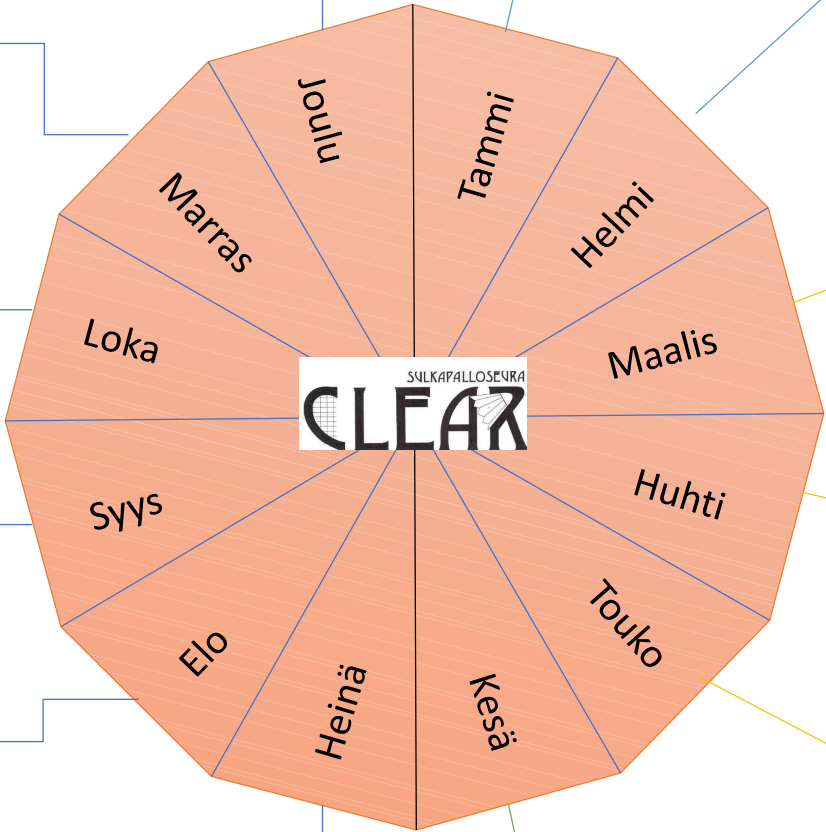 Tammi
Helmi
Maalis
Huhti
Touko
Kesä
Heinä
Elo
Syys
Loka
Marras
Joulu
SULKAPALLOSEURA
CLEAR